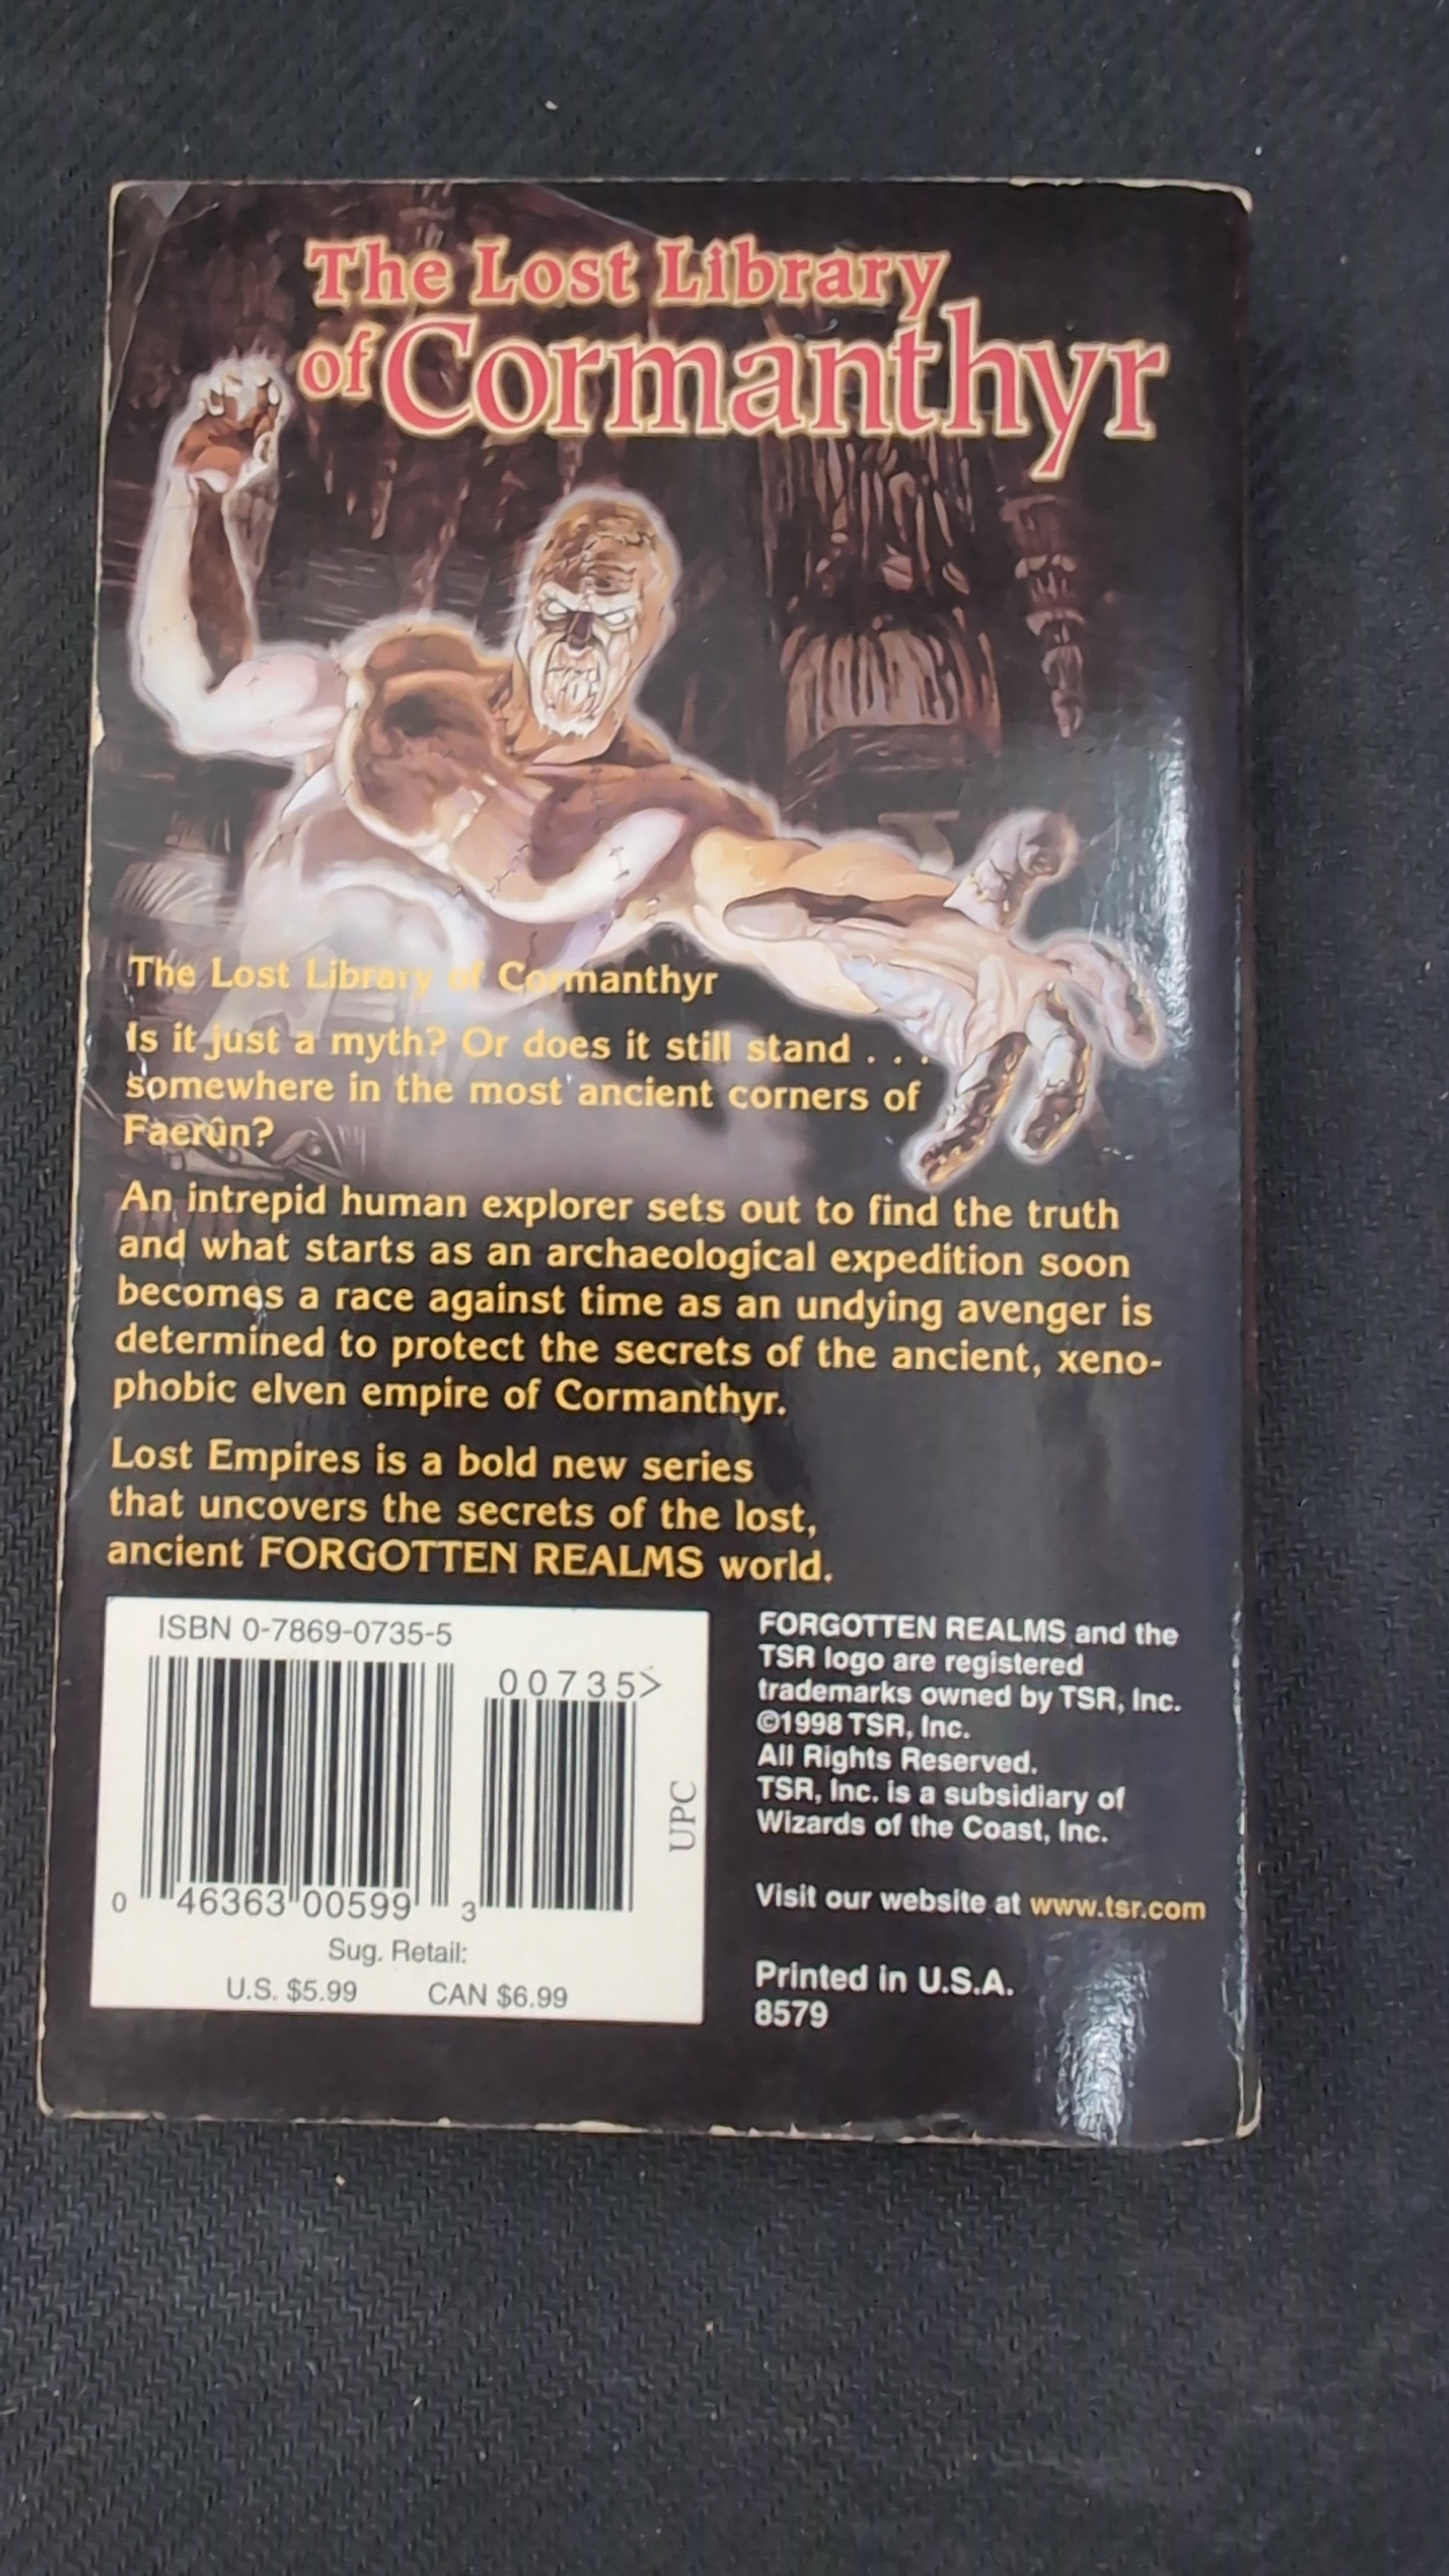 The Lost Library
of Cormanthyr
The Lost Library of Cormanthyr
Is it just a myth? Or does it still stand . . .
somewhere in the most ancient corners of
Faerûn?
An intrepid human explorer sets out to find the truth
and what starts as an archaeological expedition soon
becomes a race against time as an undying avenger is
determined to protect the secrets of the ancient, xeno-
phobic elven empire of Cormanthyr.
Lost Empires is a bold new series
that uncovers the secrets of the lost,
ancient FORGOTTEN REALMS world.
ISBN 0-7869-0735-5
00735>
UPC
0 46363 00599 3
Sug. Retail:
U.S. $5.99 CAN $6.99
FORGOTTEN REALMS and the
TSR logo are registered
trademarks owned by TSR, Inc.
©1998 TSR, Inc.
All Rights Reserved.
TSR, Inc. is a subsidiary of
Wizards of the Coast, Inc.
Visit our website at www.tsr.com
Printed in U.S.A.
8579